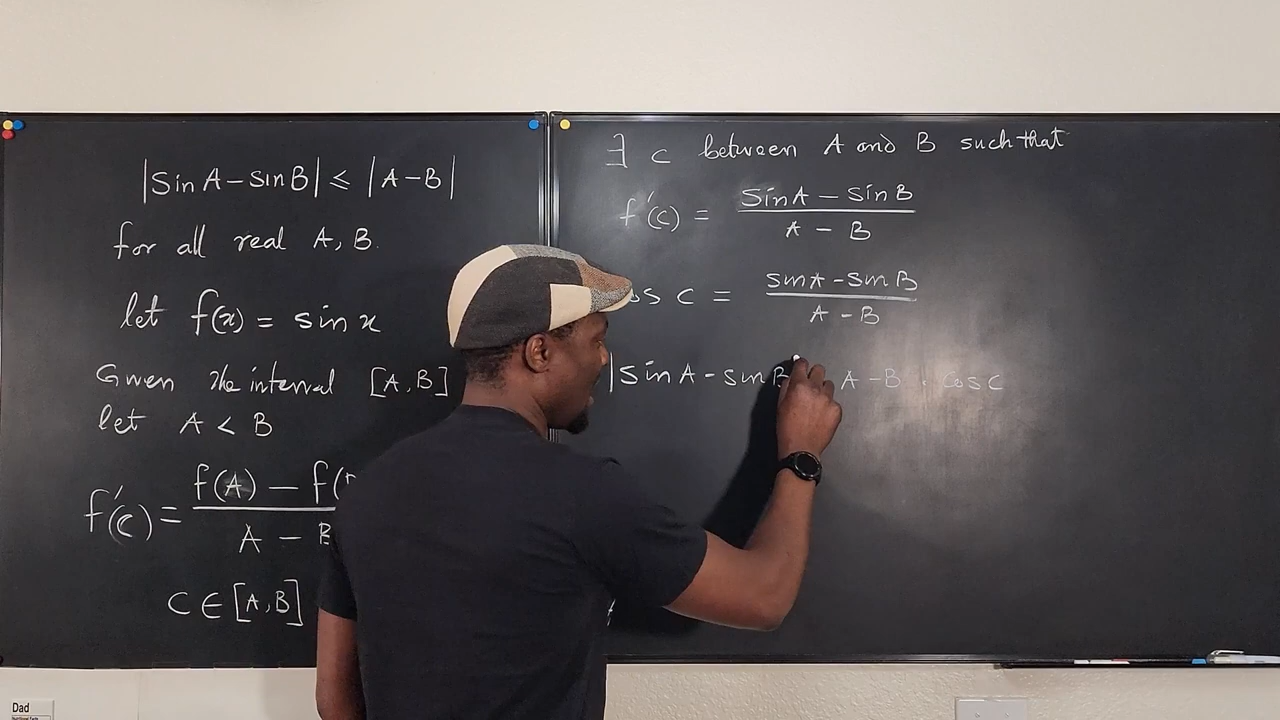 |Sin A - sin B| ≤ |A - B|
for all real A, B.
let f(x) = sin x
Given the interval [A, B]
let A < B
f'(c) = f(A) - f( / A - B
C ∈ [A, B]
∃ c between A and B such that
f'(c) = Sin A - Sin B / A - B
os c = sin A - sin B / A - B
|sin A - sin B A - B · cos c
Dad